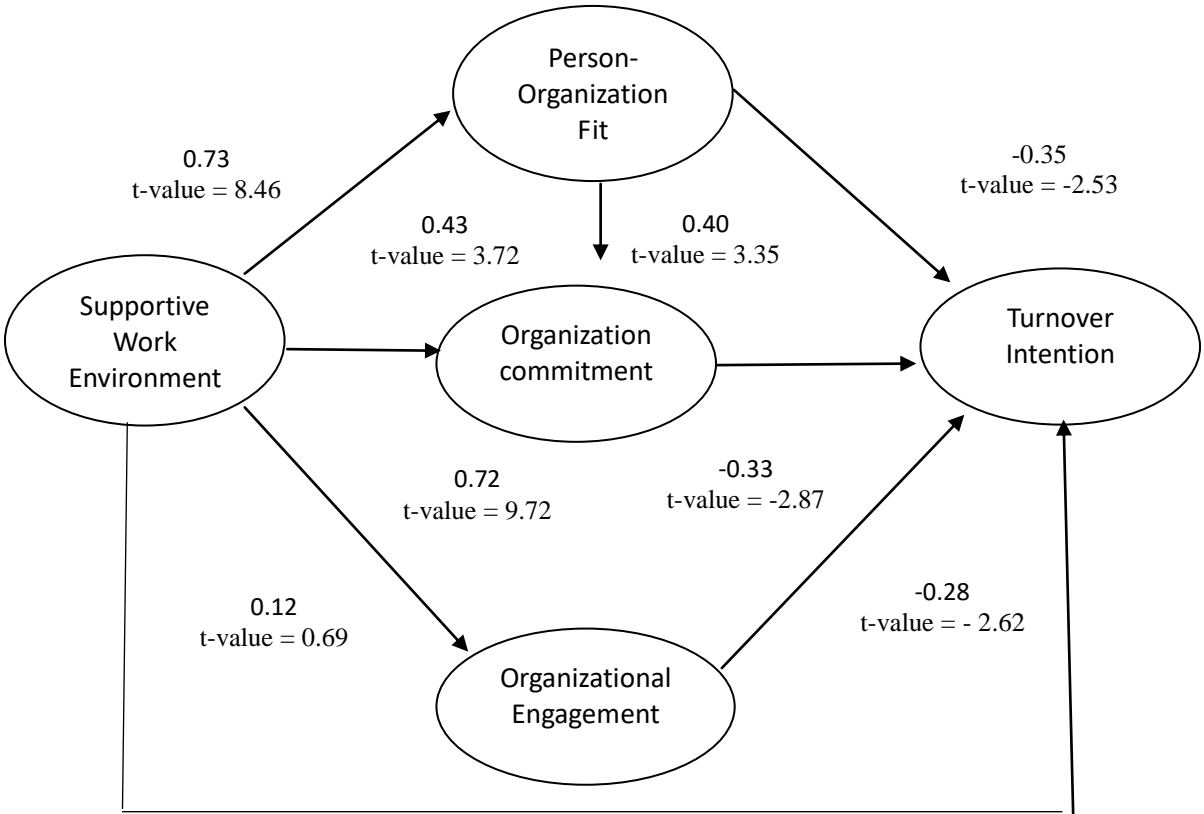 Person-
Organization
Fit
0.73
t-value = 8.46
-0.35
t-value = -2.53
0.43
t-value = 3.72
0.40
t-value = 3.35
Supportive
Work
Environment
Organization
commitment
Turnover
Intention
0.72
t-value = 9.72
-0.33
t-value = -2.87
0.12
t-value = 0.69
-0.28
t-value = - 2.62
Organizational
Engagement